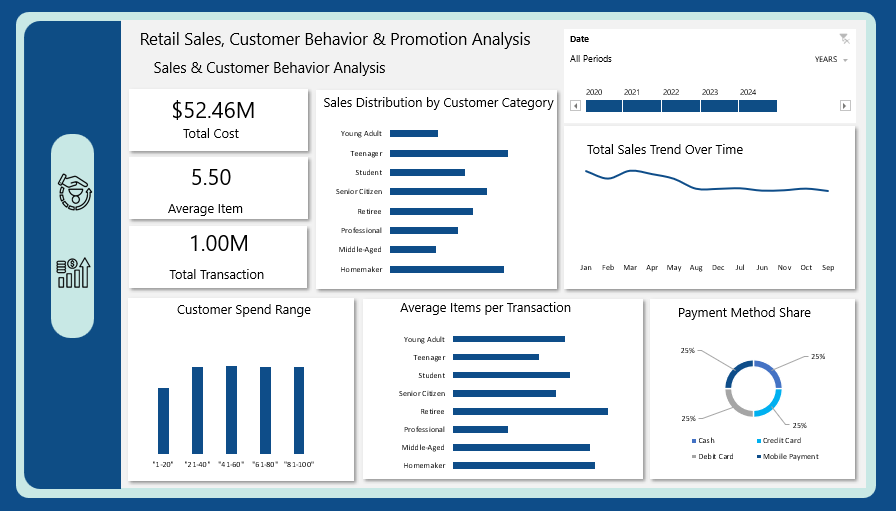 Retail Sales, Customer Behavior & Promotion Analysis
Sales & Customer Behavior Analysis
Date
All Periods
YEARS
2020 2021 2022 2023 2024
$52.46M
Total Cost
5.50
Average Item
1.00M
Total Transaction
Sales Distribution by Customer Category
Young Adult
Teenager
Student
Senior Citizen
Retiree
Professional
Middle-Aged
Homemaker
Total Sales Trend Over Time
Jan Feb Mar Apr May Aug Dec Jul Jun Nov Oct Sep
Customer Spend Range
"1-20" "21-40" "41-60" "61-80" "81-100"
Average Items per Transaction
Young Adult
Teenager
Student
Senior Citizen
Retiree
Professional
Middle-Aged
Homemaker
Payment Method Share
25% 25%
25% 25%
Cash Credit Card
Debit Card Mobile Payment